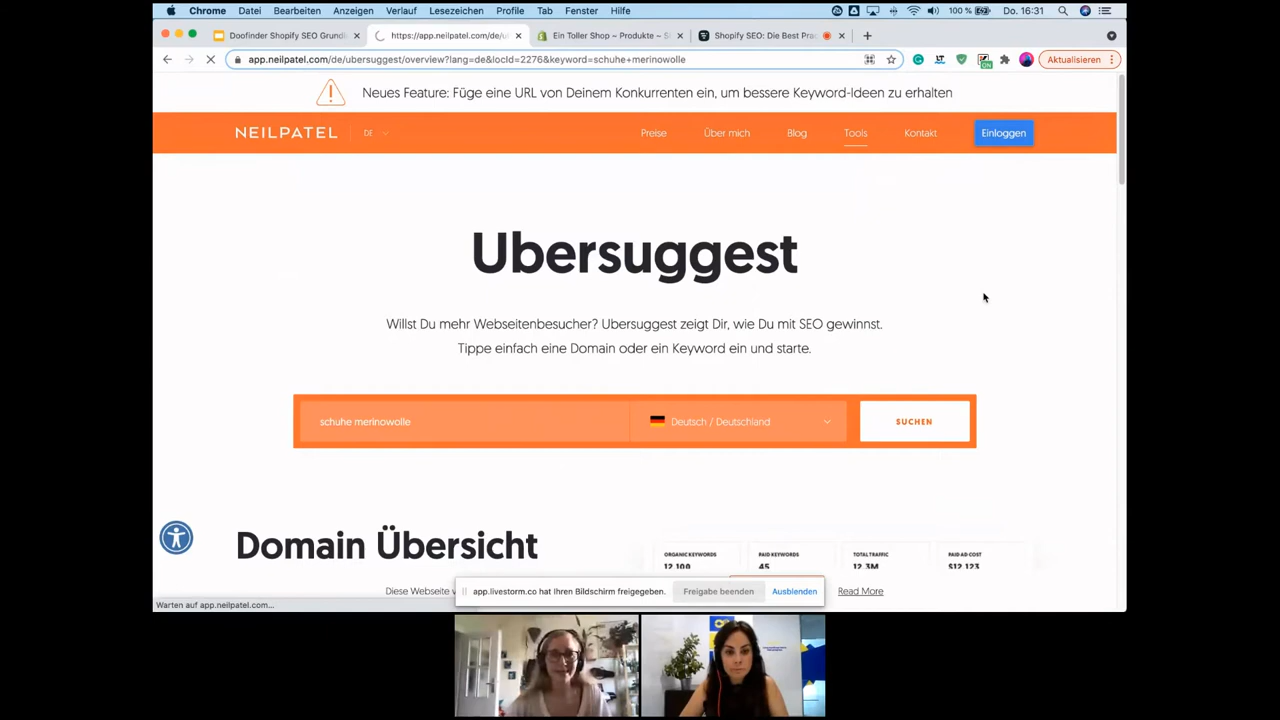 Chrome Datei Bearbeiten Anzeigen Verlauf Lesezeichen Profile Tab Fenster Hilfe 100 % Do. 16:31
Doofinder Shopify SEO Grundl https://app.neilpatel.com/de/u Ein Toller Shop ~ Produkte ~ S Shopify SEO: Die Best Pra
app.neilpatel.com/de/ubersuggest/overview?lang=de&locId=2276&keyword=schuhe+merinowolle ON Aktualisieren
Neues Feature: Füge eine URL von Deinem Konkurrenten ein, um bessere Keyword-Ideen zu erhalten
NEILPATEL DE Preise Über mich Blog Tools Kontakt Einloggen
Ubersuggest
Willst Du mehr Webseitenbesucher? Ubersuggest zeigt Dir, wie Du mit SEO gewinnst.
Tippe einfach eine Domain oder ein Keyword ein und starte.
schuhe merinowolle Deutsch / Deutschland SUCHEN
Domain Übersicht
ORGANIC KEYWORDS PAID KEYWORDS TOTAL TRAFFIC PAID AD COST
12,100 45 12.3M $12,123
Diese Webseite
app.livestorm.co hat Ihren Bildschirm freigegeben. Freigabe beenden Ausblenden Read More
Warten auf app.neilpatel.com...